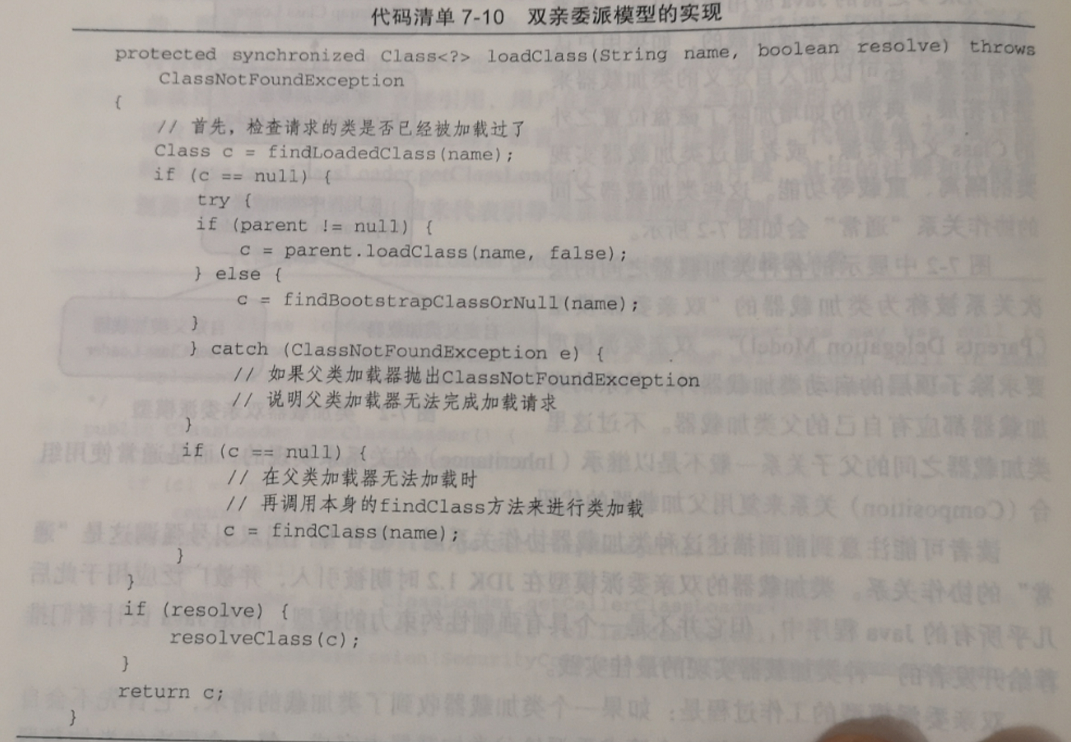 代码清单 7-10 双亲委派模型的实现
protected synchronized Class<?> loadClass(String name, boolean resolve) throws
ClassNotFoundException
{
// 首先，检查请求的类是否已经被加载过了
Class c = findLoadedClass(name);
if (c == null) {
try {
if (parent != null) {
c = parent.loadClass(name, false);
} else {
c = findBootstrapClassOrNull(name);
}
} catch (ClassNotFoundException e) {
// 如果父类加载器抛出ClassNotFoundException
// 说明父类加载器无法完成加载请求
}
if (c == null) {
// 在父类加载器无法加载时
// 再调用本身的findClass方法来进行类加载
c = findClass(name);
}
}
if (resolve) {
resolveClass(c);
}
return c;
}